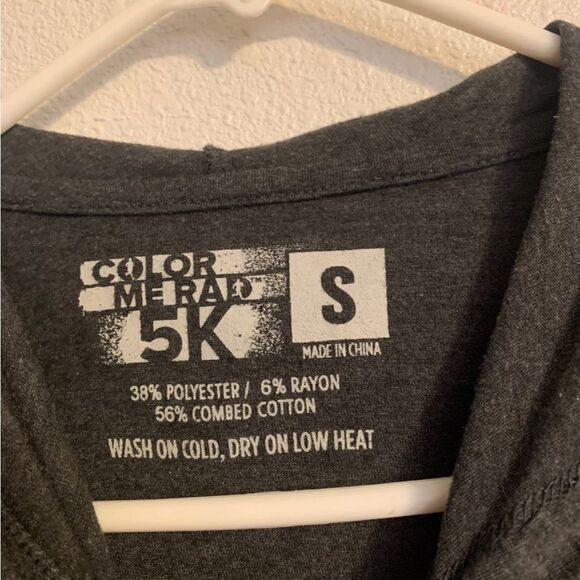 COLOR
ME RAD™
5K
S
MADE IN CHINA
38% POLYESTER / 6% RAYON
56% COMBED COTTON
WASH ON COLD, DRY ON LOW HEAT